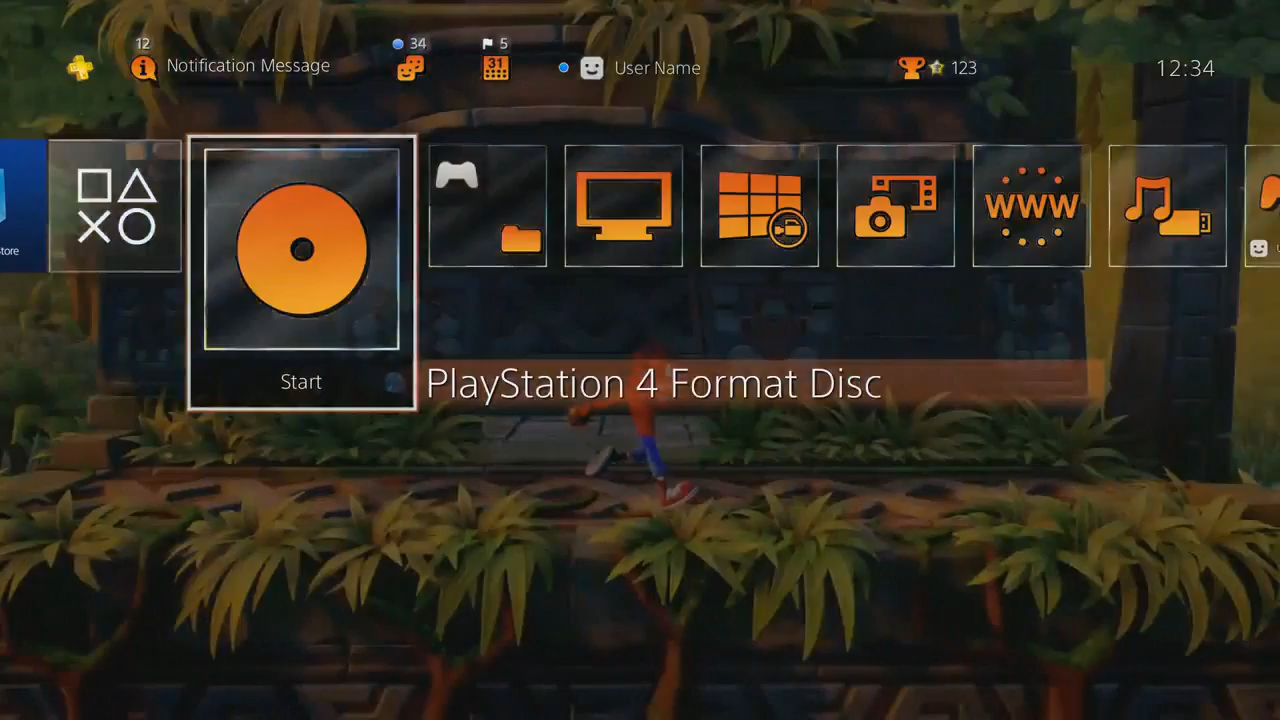 12
Notification Message
34
5
31
User Name
123
12:34
tore
WWW
Start
PlayStation 4 Format Disc